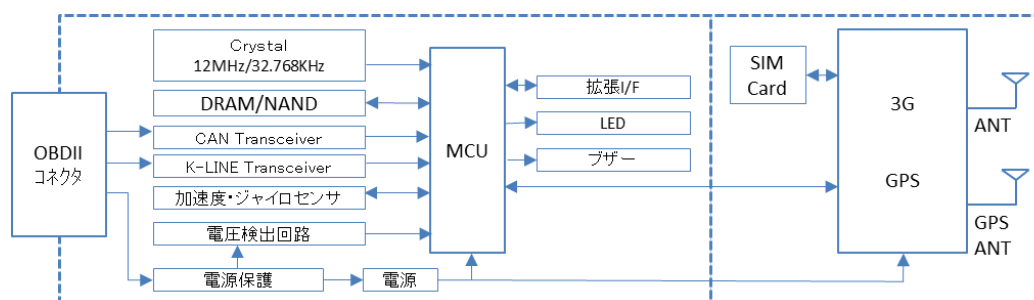 OBDII
コネクタ
Crystal
12MHz/32.768KHz
DRAM/NAND
CAN Transceiver
K-LINE Transceiver
加速度・ジャイロセンサ
電圧検出回路
電源保護
電源
MCU
拡張I/F
LED
ブザー
SIM
Card
3G
GPS
ANT
GPS
ANT